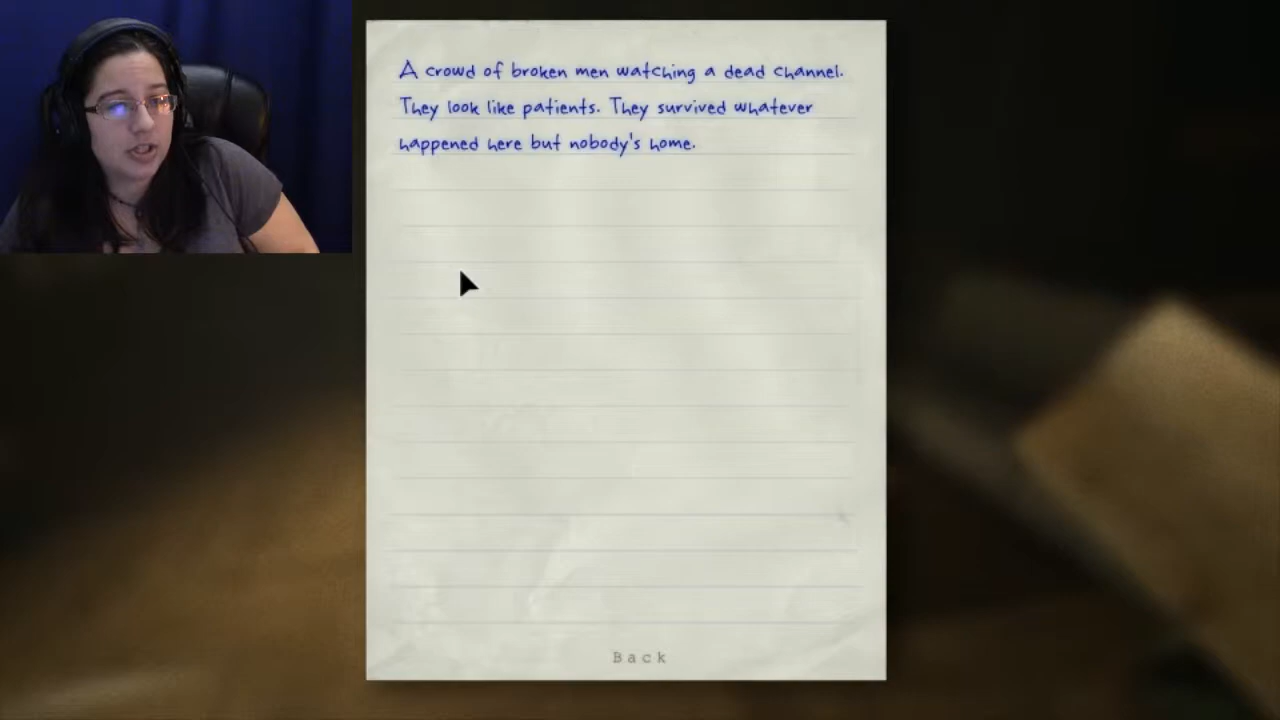 A crowd of broken men watching a dead channel.
They look like patients. They survived whatever
happened here but nobody's home.
Back